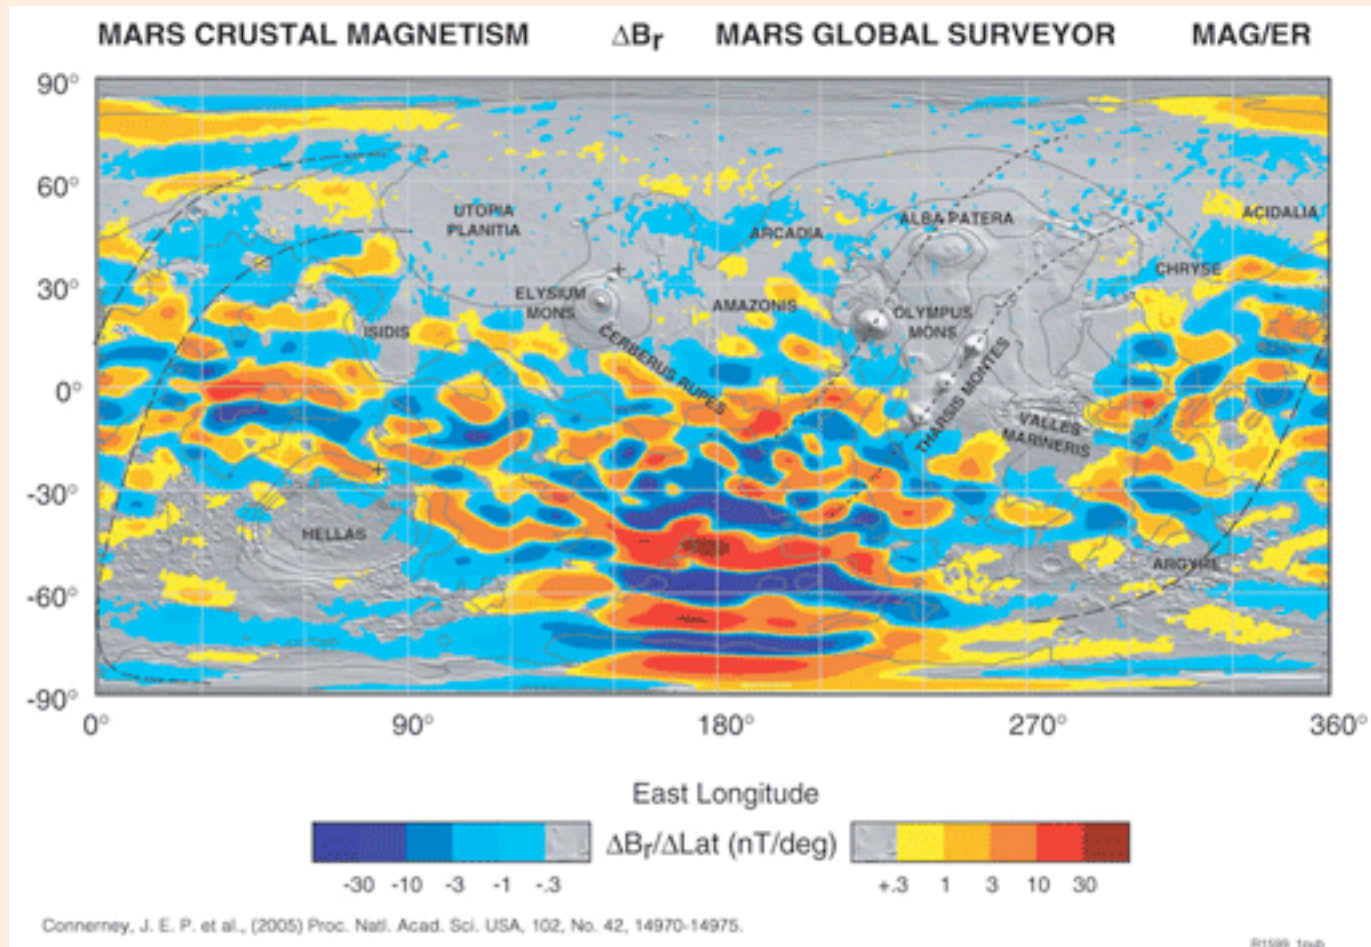 MARS CRUSTAL MAGNETISM ΔBr MARS GLOBAL SURVEYOR MAG/ER
90°
60°
30°
0°
-30°
-60°
-90°
UTOPIA
PLANITIA
ARCADIA
ALBA PATERA
ACIDALIA
CHRYSE
ELYSIUM
MONS
AMAZONIS
OLYMPUS
MONS
ISIDIS
CERBERUS RUPES
THARSIS MONTES
VALLES
MARINERIS
HELLAS
ARGYRE
0° 90° 180° 270° 360°
East Longitude
ΔBr/ΔLat (nT/deg)
-30 -10 -3 -1 -.3 +.3 1 3 10 30
Connerney, J. E. P. et al., (2005) Proc. Natl. Acad. Sci. USA, 102, No. 42, 14970-14975.